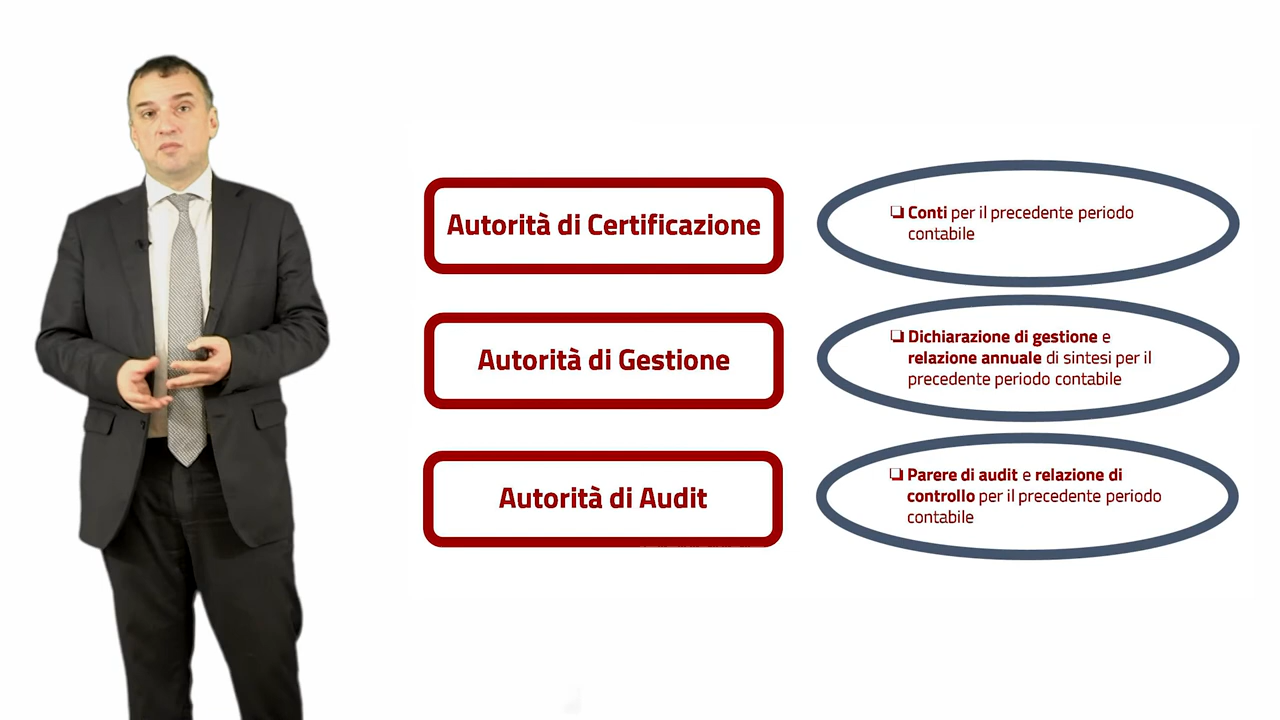 Autorità di Certificazione
❏ Conti per il precedente periodo
contabile
Autorità di Gestione
❏ Dichiarazione di gestione e
relazione annuale di sintesi per il
precedente periodo contabile
Autorità di Audit
❏ Parere di audit e relazione di
controllo per il precedente periodo
contabile